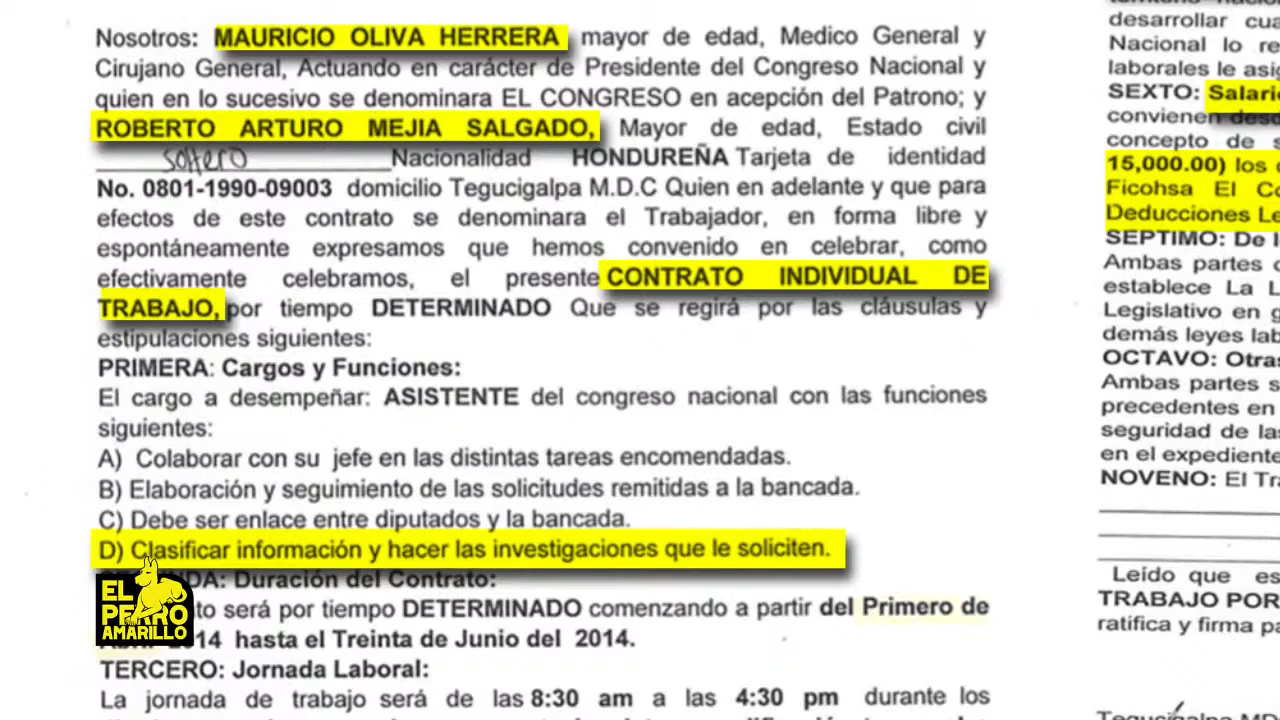 Nosotros: MAURICIO OLIVA HERRERA mayor de edad, Medico General y
Cirujano General, Actuando en carácter de Presidente del Congreso Nacional y
quien en lo sucesivo se denominara EL CONGRESO en acepción del Patrono; y
ROBERTO ARTURO MEJIA SALGADO, Mayor de edad, Estado civil
soltero Nacionalidad HONDUREÑA Tarjeta de identidad
No. 0801-1990-09003 domicilio Tegucigalpa M.D.C Quien en adelante y que para
efectos de este contrato se denominara el Trabajador, en forma libre y
espontáneamente expresamos que hemos convenido en celebrar, como
efectivamente celebramos, el presente CONTRATO INDIVIDUAL DE
TRABAJO, por tiempo DETERMINADO Que se regirá por las cláusulas y
estipulaciones siguientes:
PRIMERA: Cargos y Funciones:
El cargo a desempeñar: ASISTENTE del congreso nacional con las funciones
siguientes:
A) Colaborar con su jefe en las distintas tareas encomendadas.
B) Elaboración y seguimiento de las solicitudes remitidas a la bancada.
C) Debe ser enlace entre diputados y la bancada.
D) Clasificar información y hacer las investigaciones que le soliciten.
Duración del Contrato:
será por tiempo DETERMINADO comenzando a partir del Primero de
2014 hasta el Treinta de Junio del 2014.
TERCERO: Jornada Laboral:
La jornada de trabajo será de las 8:30 am a las 4:30 pm durante los
EL
PERRO
AMARILLO
desarrollar
Nacional lo
laborales le
SEXTO:
convienen
concepto de
15,000.00) los
Ficohsa El
Deducciones
SEPTIMO: De
Ambas partes
establece La
Legislativo en
demás leyes
OCTAVO:
Ambas partes
precedentes en
seguridad de
en el expediente
NOVENO: El
Leído que
TRABAJO POR
ratifica y firma